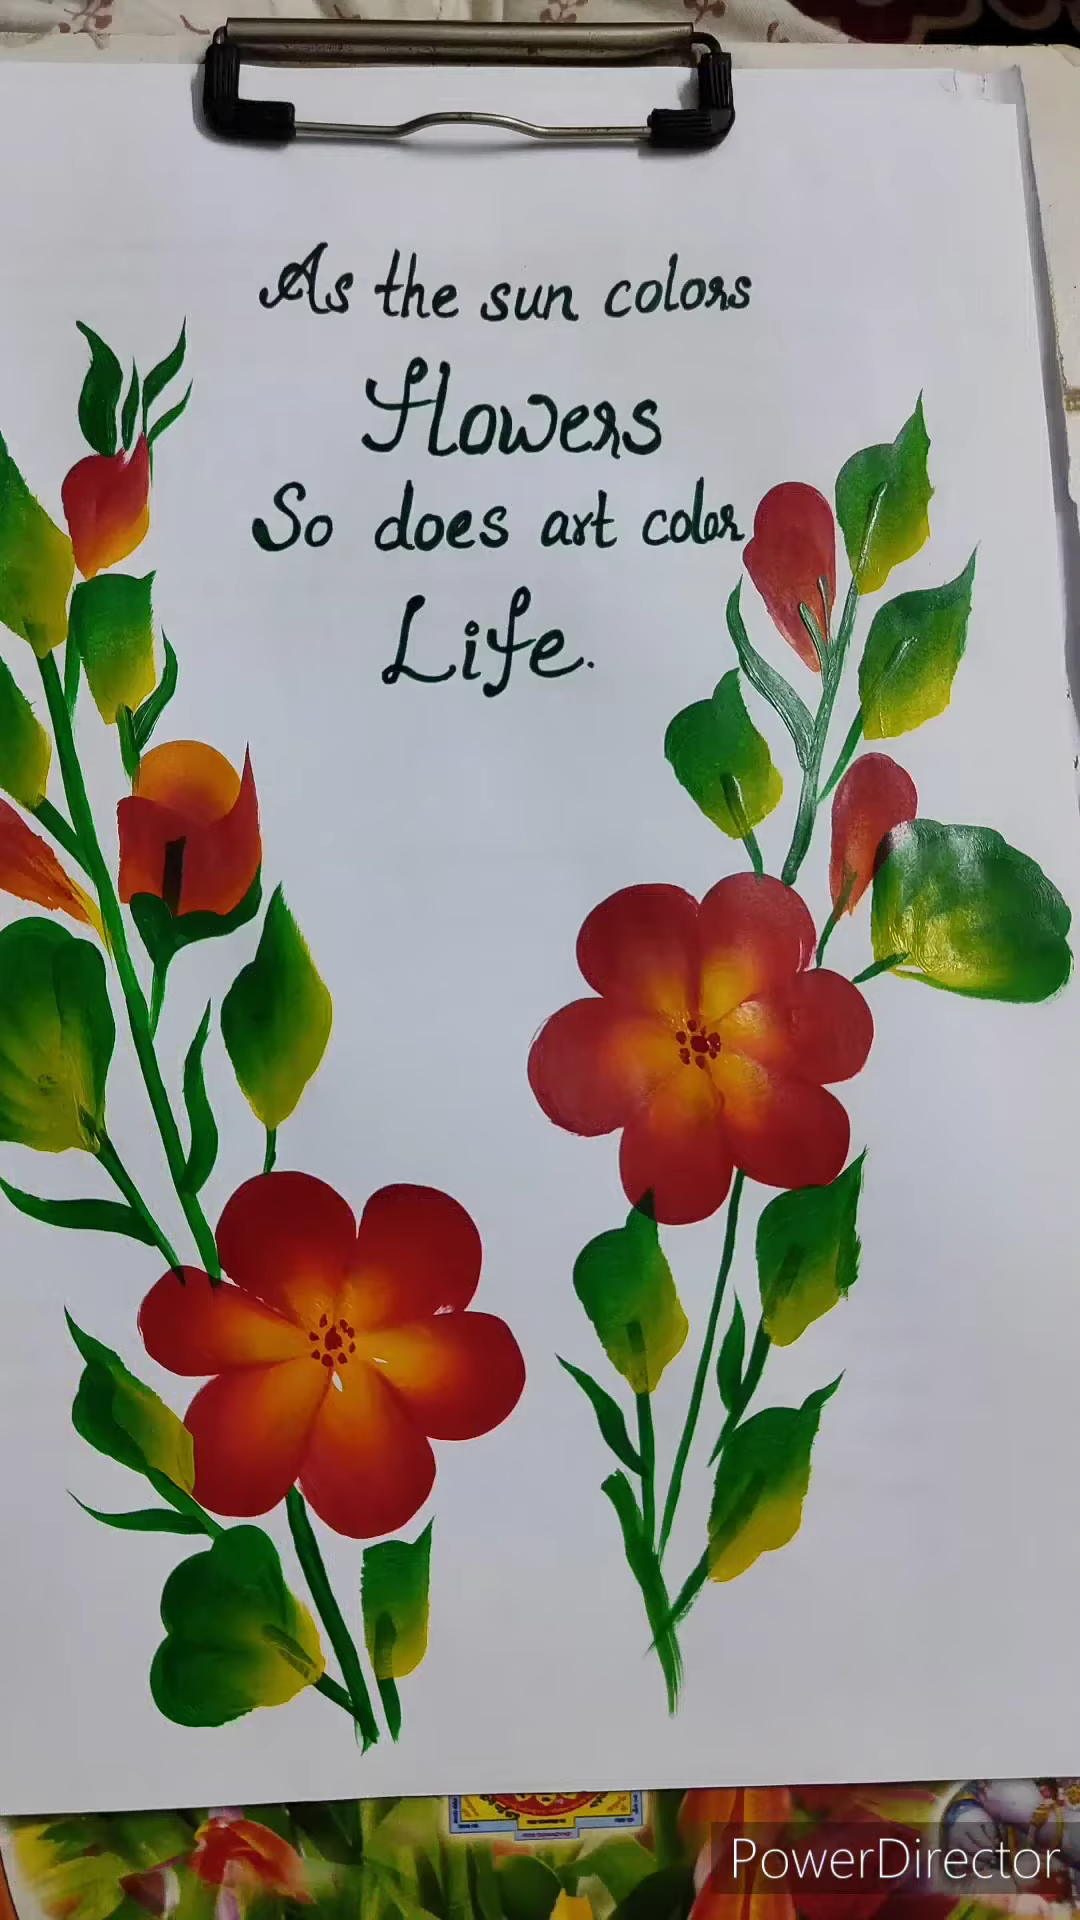 As the sun colors
Flowers
So does art color
Life.
PowerDirector